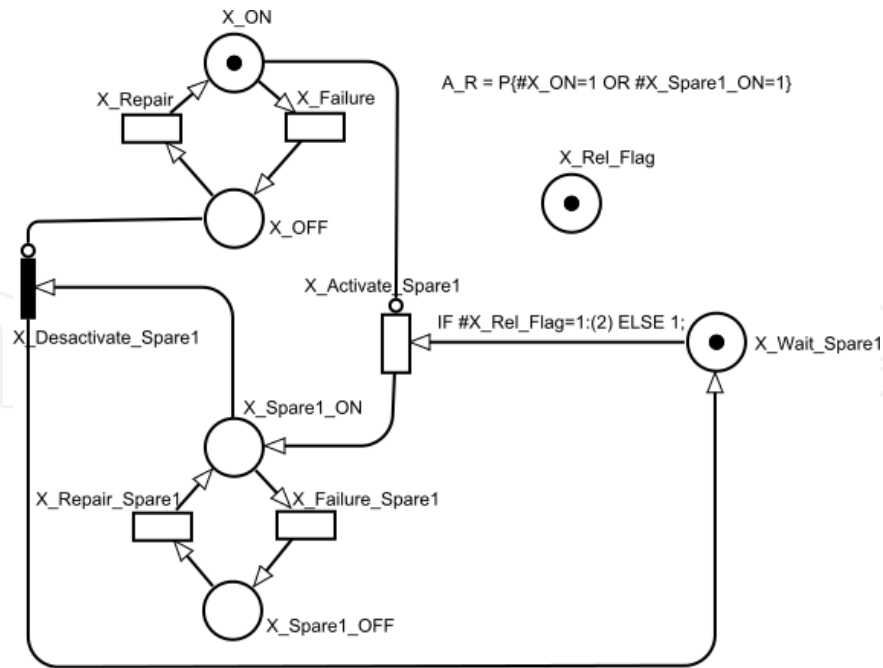 X_ON
A_R = P{#X_ON=1 OR #X_Spare1_ON=1}
X_Repair
X_Failure
X_Rel_Flag
X_OFF
X_Activate_Spare1
IF #X_Rel_Flag=1:(2) ELSE 1;
X_Desactivate_Spare1
X_Wait_Spare1
X_Spare1_ON
X_Repair_Spare1
X_Failure_Spare1
X_Spare1_OFF